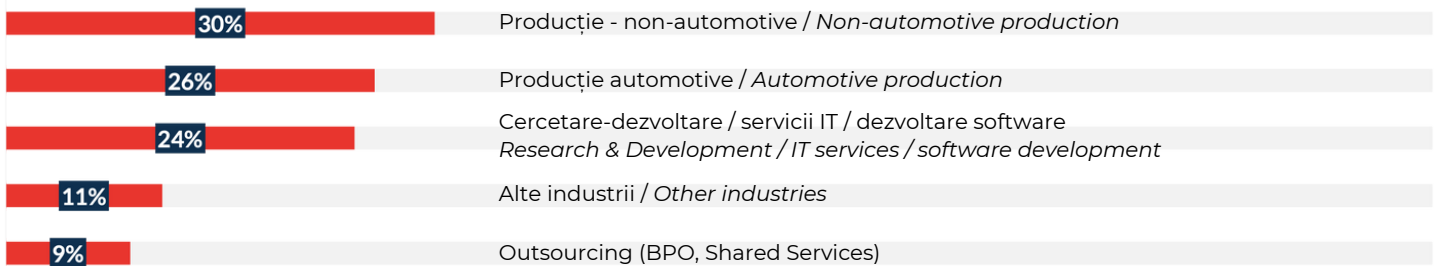 30% Producție - non-automotive / Non-automotive production
26% Producție automotive / Automotive production
24% Cercetare-dezvoltare / servicii IT / dezvoltare software
Research & Development / IT services / software development
11% Alte industrii / Other industries
9% Outsourcing (BPO, Shared Services)